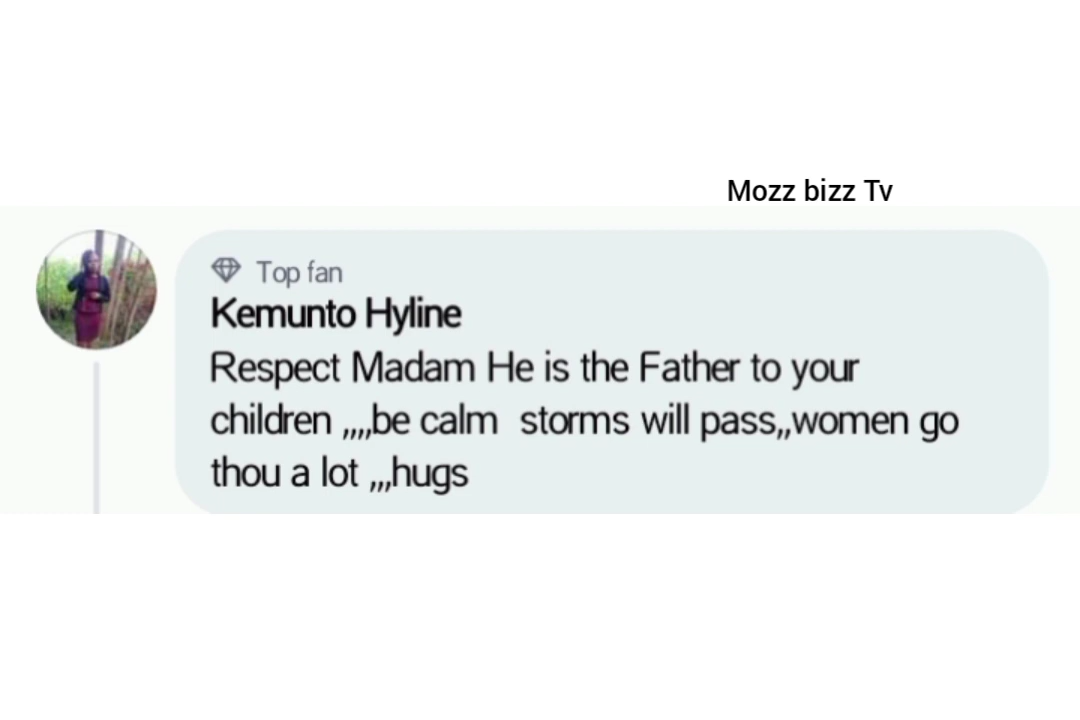 Mozz bizz Tv
Top fan
Kemunto Hyline
Respect Madam He is the Father to your
children ,,,,be calm  storms will pass,,women go
thou a lot ,,,hugs